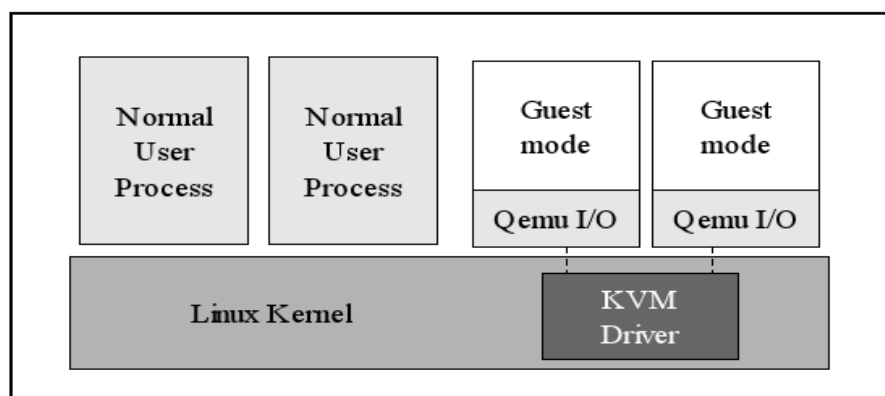 Normal
User
Process
Normal
User
Process
Guest
mode
Qemu I/O
Guest
mode
Qemu I/O
Linux Kernel
KVM
Driver